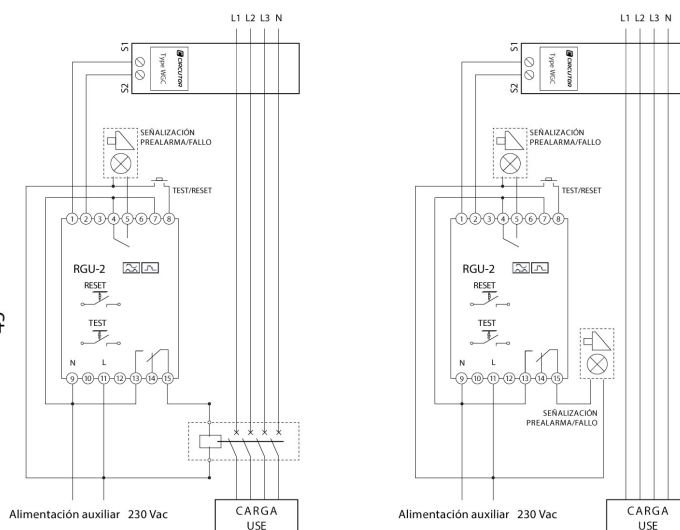 L1 L2 L3 N
S1
S2
CIRCUTOR
Type WGC
SEÑALIZACIÓN
PREALARMA/FALLO
TEST/RESET
1 2 3 4 5 6 7 8
RGU-2
RESET
TEST
N L
9 10 11 12 13 14 15
Alimentación auxiliar 230 Vac
CARGA
USE
L1 L2 L3 N
S1
S2
CIRCUTOR
Type WGC
SEÑALIZACIÓN
PREALARMA/FALLO
TEST/RESET
1 2 3 4 5 6 7 8
RGU-2
RESET
TEST
N L
9 10 11 12 13 14 15
SEÑALIZACIÓN
PREALARMA/FALLO
Alimentación auxiliar 230 Vac
CARGA
USE